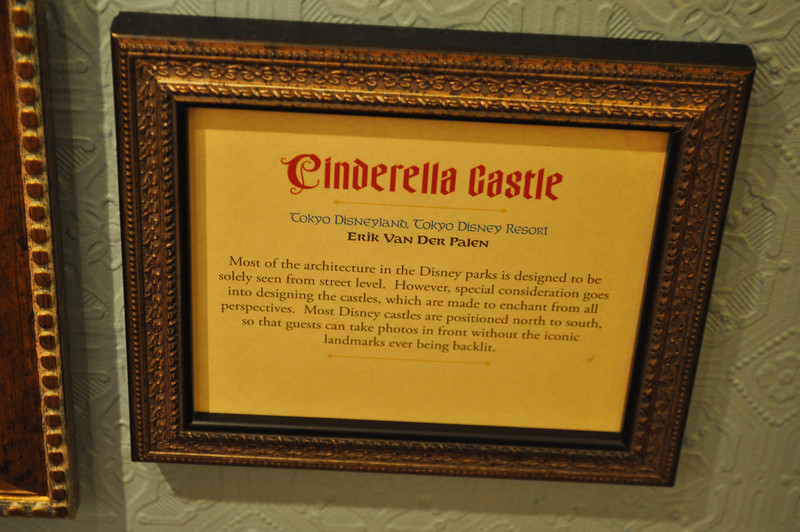 Cinderella Castle
Tokyo Disneyland, Tokyo Disney Resort
Erik Van Der Palen
Most of the architecture in the Disney parks is designed to be
solely seen from street level. However, special consideration goes
into designing the castles, which are made to enchant from all
perspectives. Most Disney castles are positioned north to south,
so that guests can take photos in front without the iconic
landmarks ever being backlit.